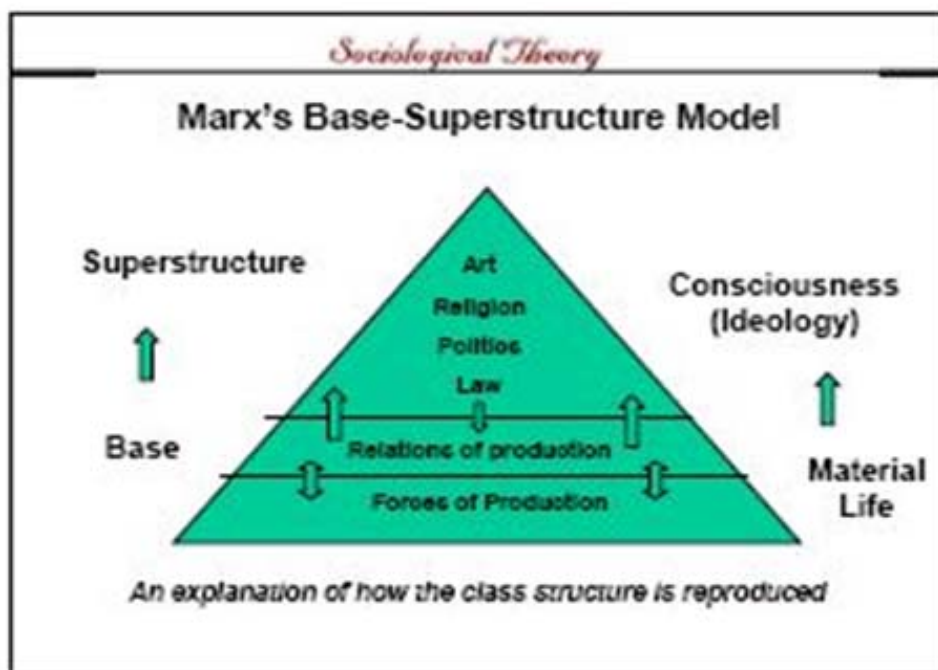 Sociological Theory
Marx's Base-Superstructure Model
Superstructure
Base
Art
Religion
Politics
Law
Relations of production
Forces of Production
Consciousness
(Ideology)
Material
Life
An explanation of how the class structure is reproduced